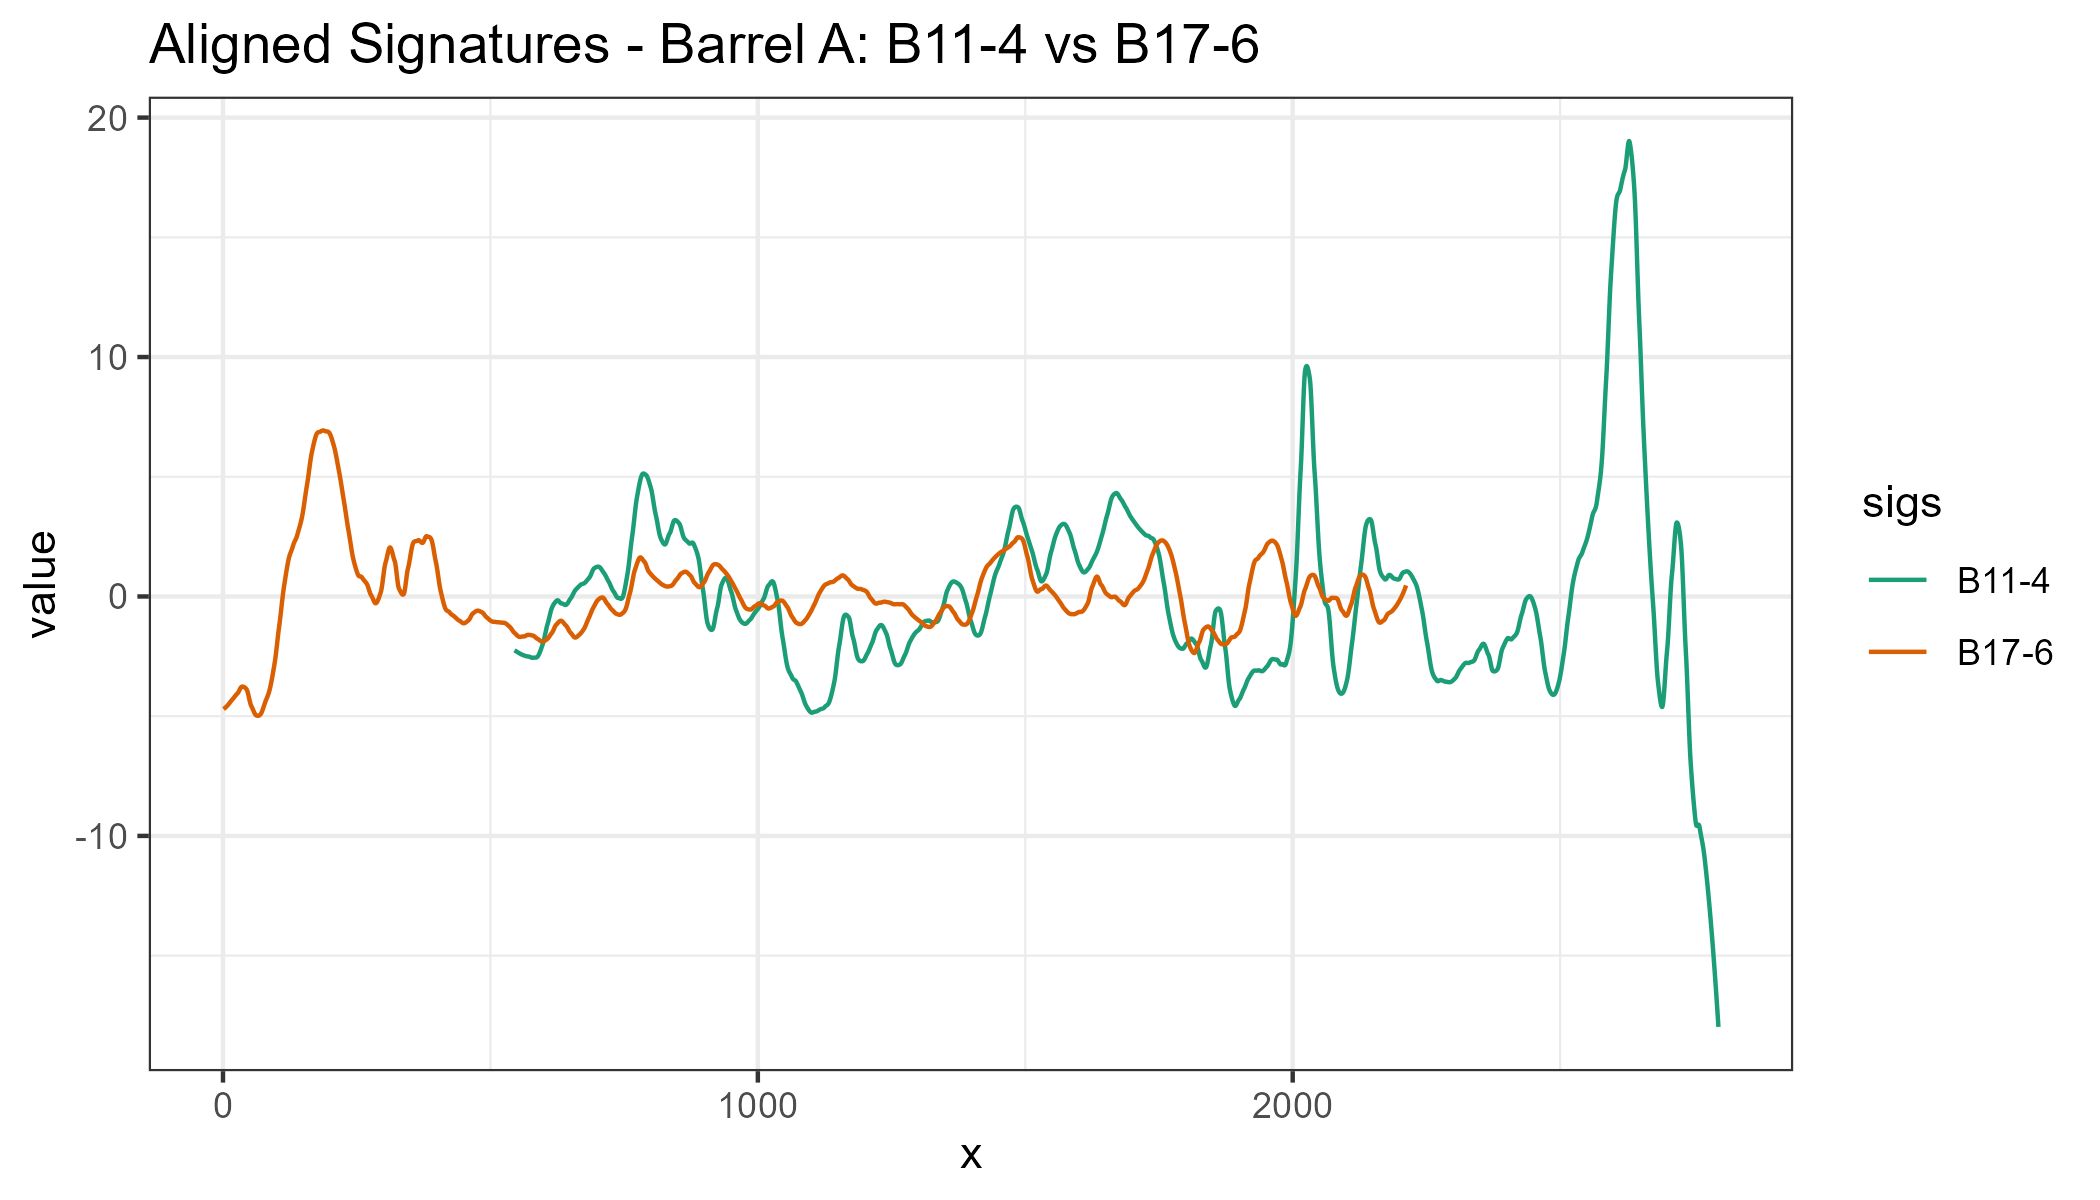 Aligned Signatures - Barrel A: B11-4 vs B17-6
20
10
0
-10
value
0 1000 2000
x
sigs
B11-4
B17-6